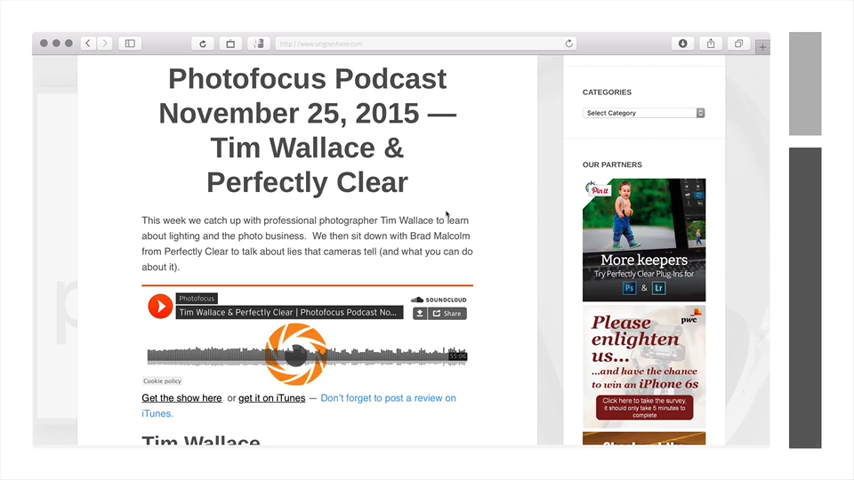 http://www.urlgoeshere.com
Photofocus Podcast
November 25, 2015 —
Tim Wallace &
Perfectly Clear
This week we catch up with professional photographer Tim Wallace to learn
about lighting and the photo business.  We then sit down with Brad Malcolm
from Perfectly Clear to talk about lies that cameras tell (and what you can do
about it).
Photofocus
Tim Wallace & Perfectly Clear | Photofocus Podcast No...
SOUNDCLOUD
Share
55:06
Cookie policy
Get the show here or get it on iTunes — Don't forget to post a review on
iTunes.
Tim Wallace
CATEGORIES
Select Category
OUR PARTNERS
Pin it
More keepers
Try Perfectly Clear Plug-Ins for
Ps & Lr
pwc
Please
enlighten
us...
...and have the chance
to win an iPhone 6s
Click here to take the survey,
it should only take 5 minutes to
complete